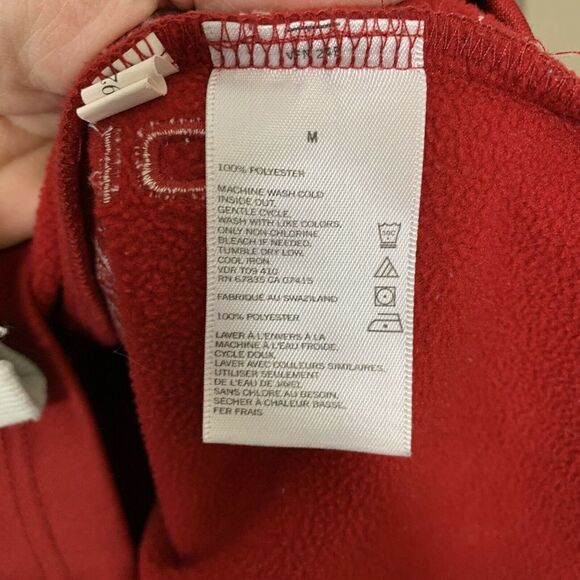 M
100% POLYESTER
MACHINE WASH COLD
INSIDE OUT,
GENTLE CYCLE,
WASH WITH LIKE COLORS,
ONLY NON-CHLORINE
BLEACH IF NEEDED.
TUMBLE DRY LOW.
COOL IRON.
VDR T09 410
RN 67835 CA 07415
FABRIQUÉ AU SWAZILAND
100% POLYESTER
LAVER À L'ENVERS À LA
MACHINE À L'EAU FROIDE.
CYCLE DOUX.
LAVER AVEC COULEURS SIMILAIRES.
UTILISER SEULEMENT
DE L'EAU DE JAVEL
SANS CHLORE AU BESOIN.
SÉCHER À CHALEUR BASSE.
FER FRAIS